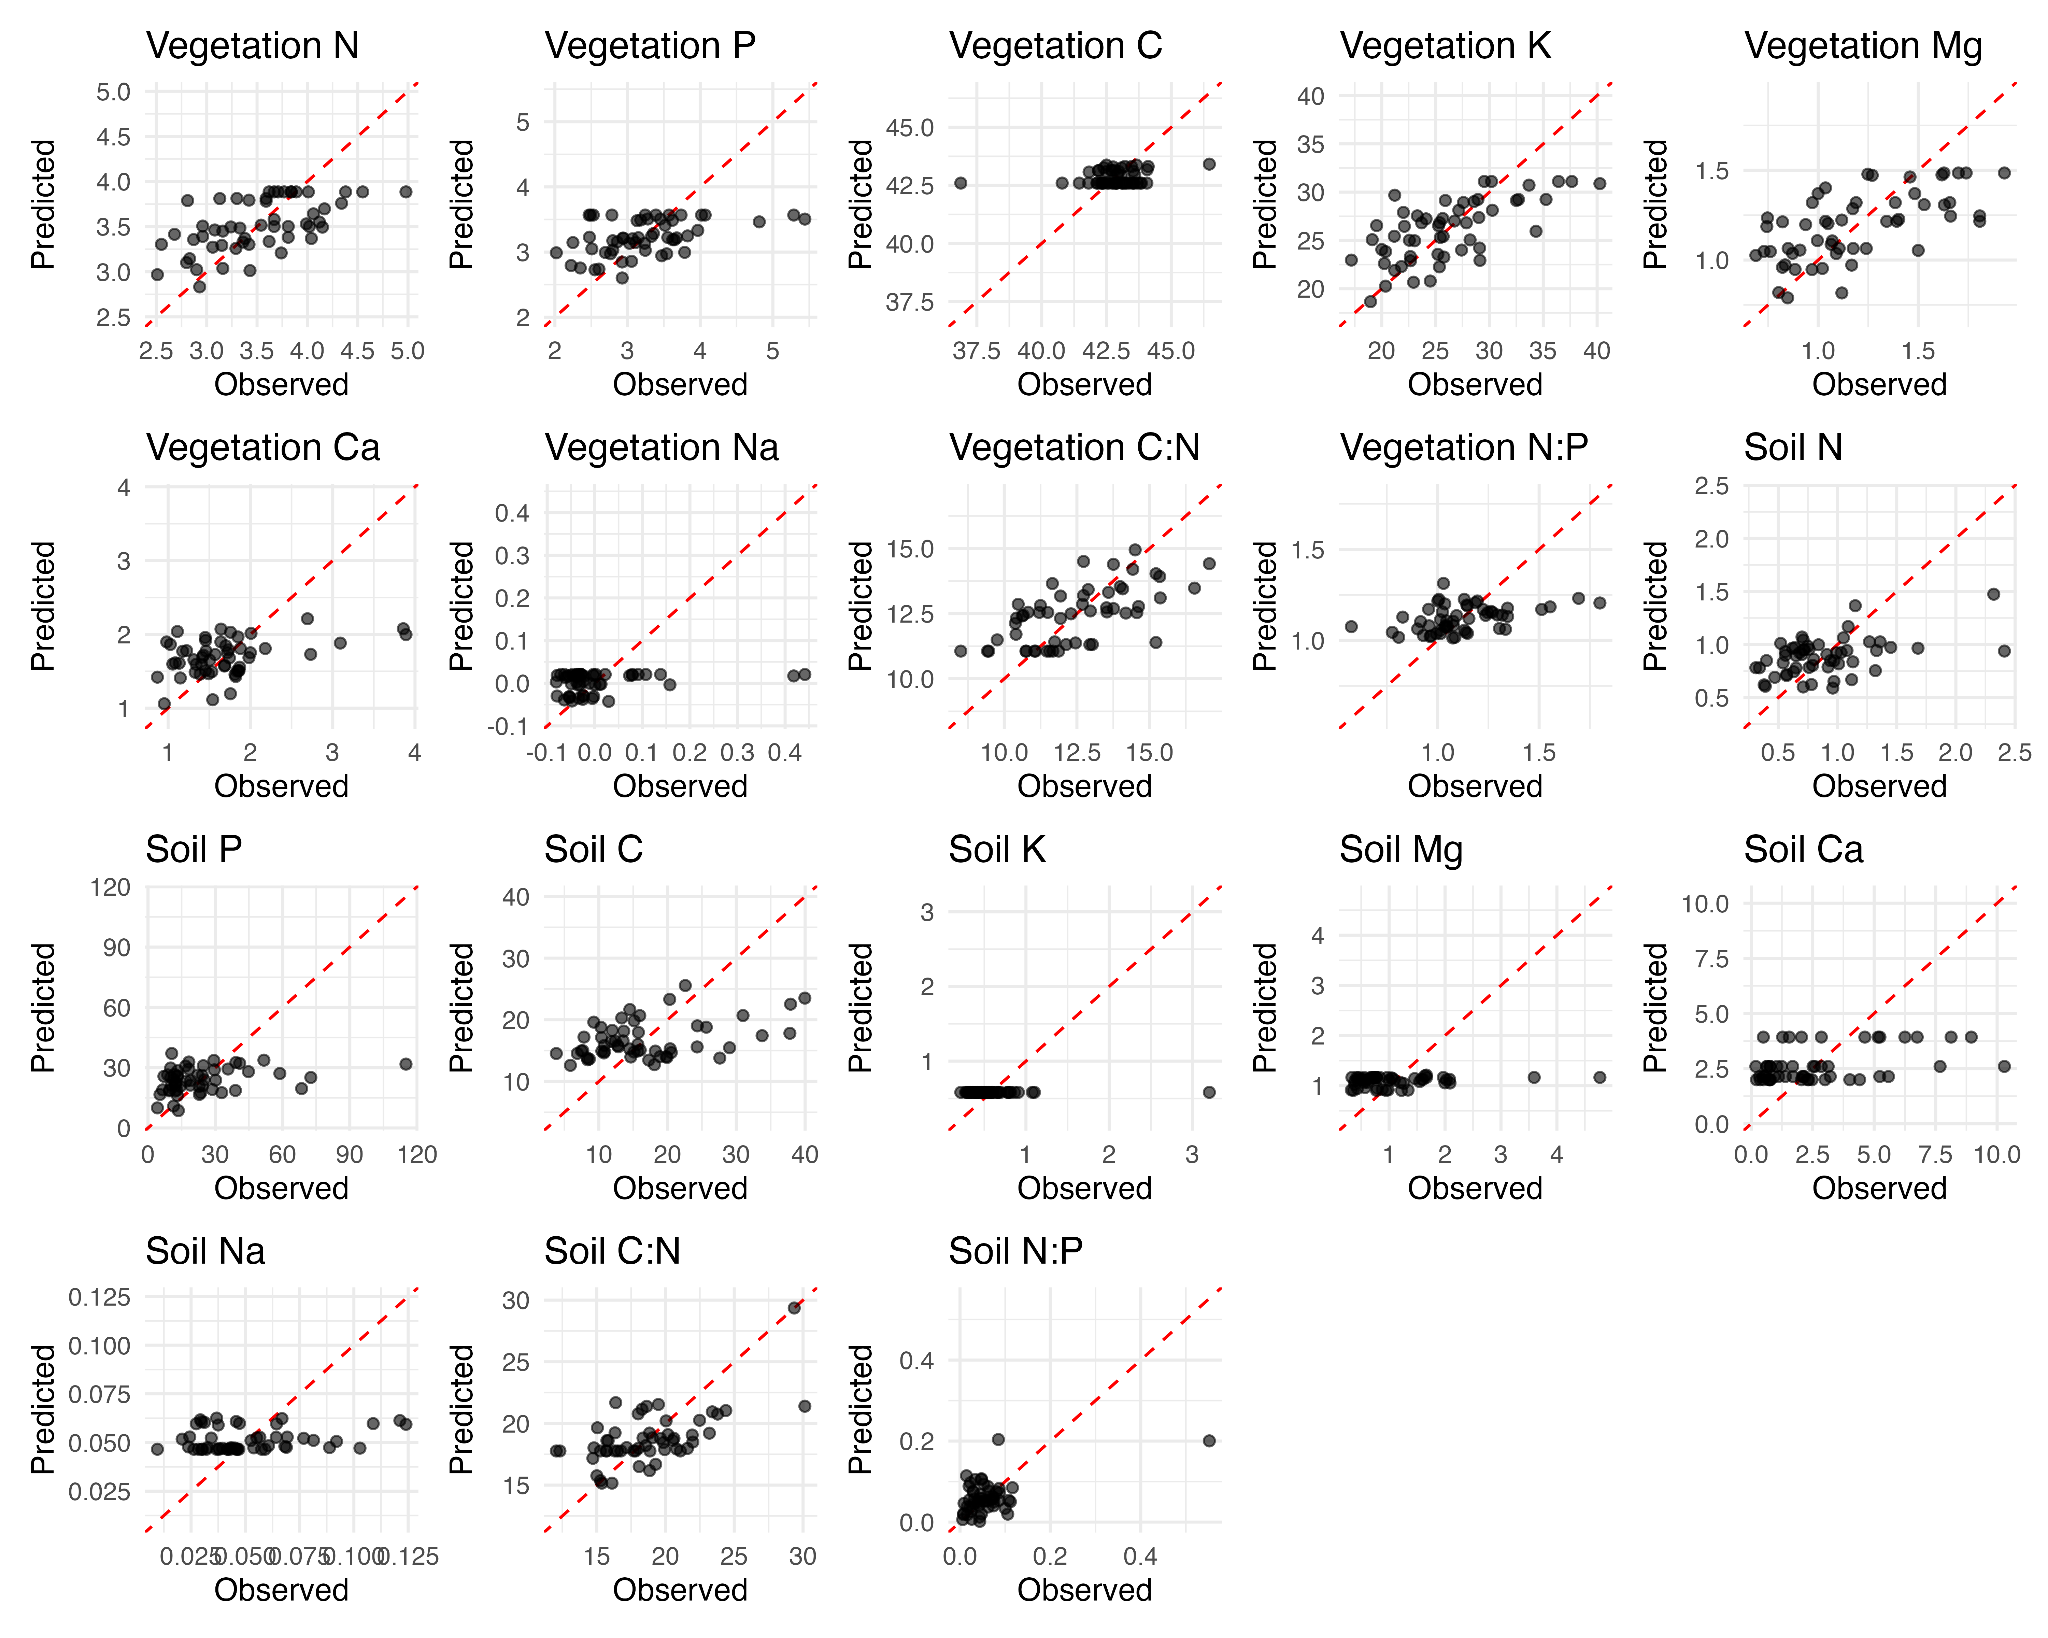 Vegetation N
Vegetation P
Vegetation C
Vegetation K
Vegetation Mg
Predicted
5.0
4.5
4.0
3.5
3.0
2.5
2.5 3.0 3.5 4.0 4.5 5.0
Observed
Predicted
5
4
3
2
2 3 4 5
Observed
Predicted
45.0
42.5
40.0
37.5
37.5 40.0 42.5 45.0
Observed
Predicted
40
35
30
25
20
20 25 30 35 40
Observed
Predicted
1.5
1.0
1.0 1.5
Observed
Vegetation Ca
Vegetation Na
Vegetation C:N
Vegetation N:P
Soil N
Predicted
4
3
2
1
1 2 3 4
Observed
Predicted
0.4
0.3
0.2
0.1
0.0
-0.1
-0.1 0.0 0.1 0.2 0.3 0.4
Observed
Predicted
15.0
12.5
10.0
10.0 12.5 15.0
Observed
Predicted
1.5
1.0
1.0 1.5
Observed
Predicted
2.5
2.0
1.5
1.0
0.5
0.5 1.0 1.5 2.0 2.5
Observed
Soil P
Soil C
Soil K
Soil Mg
Soil Ca
Predicted
120
90
60
30
0
0 30 60 90 120
Observed
Predicted
40
30
20
10
10 20 30 40
Observed
Predicted
3
2
1
1 2 3
Observed
Predicted
4
3
2
1
1 2 3 4
Observed
Predicted
10.0
7.5
5.0
2.5
0.0
0.0 2.5 5.0 7.5 10.0
Observed
Soil Na
Soil C:N
Soil N:P
Predicted
0.125
0.100
0.075
0.050
0.025
0.025 0.050 0.075 0.100 0.125
Observed
Predicted
30
25
20
15
15 20 25 30
Observed
Predicted
0.4
0.2
0.0
0.0 0.2 0.4
Observed